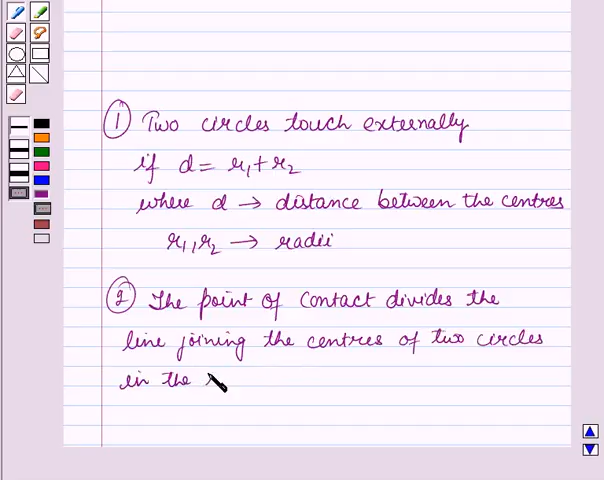 ① Two circles touch externally
if d = r₁ + r₂
where d → distance between the centres
r₁, r₂ → radii
② The point of contact divides the
line joining the centres of two circles
in the